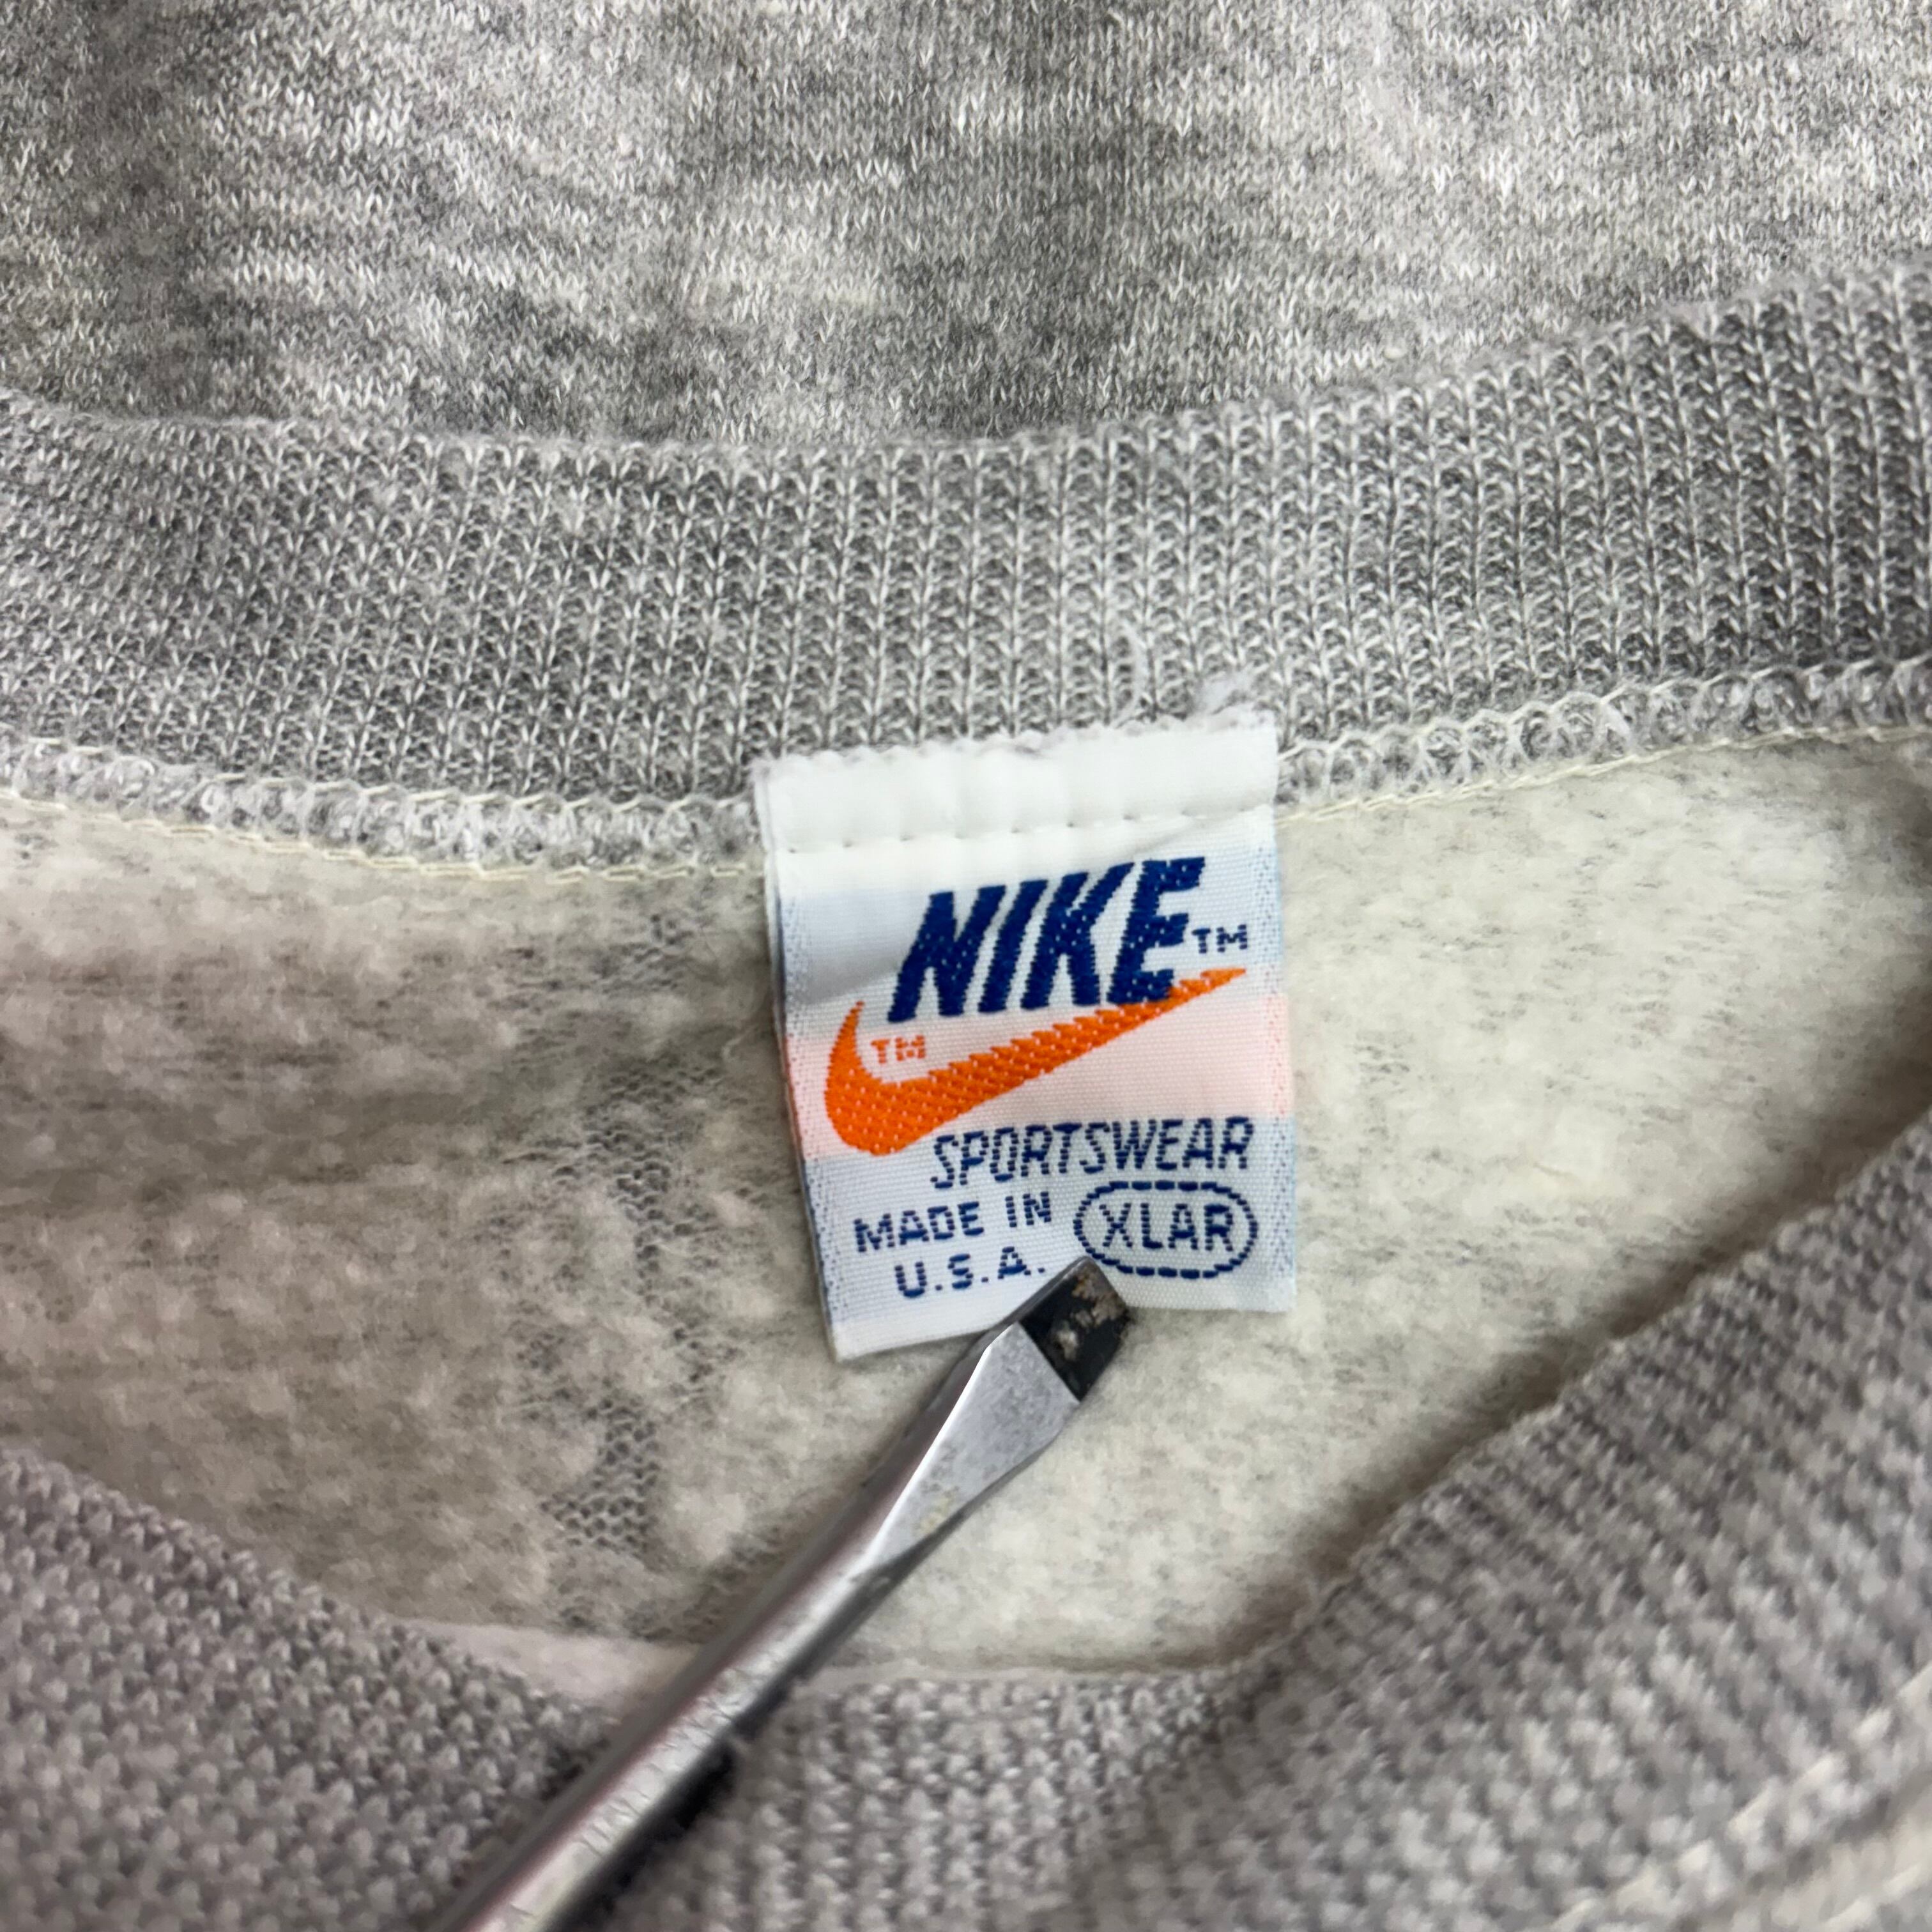 NIKE™
™
SPORTSWEAR
MADE IN
U.S.A.
XLAR